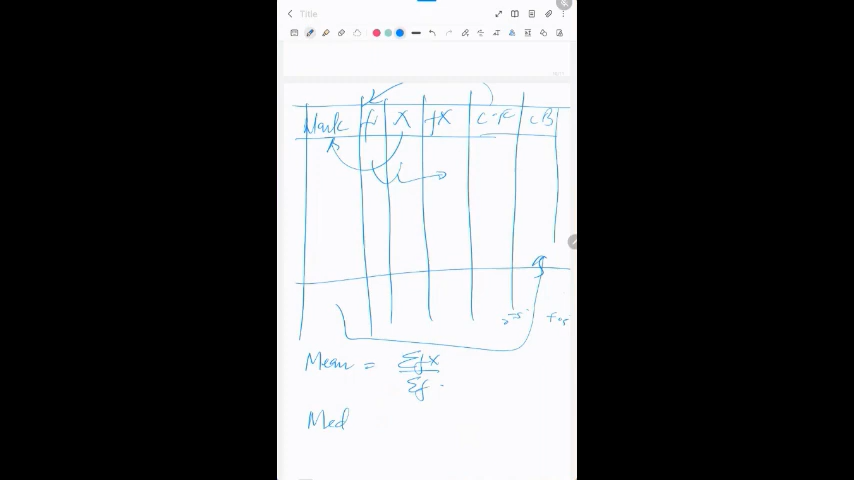 Title
Mark f x fx C.F C B
Mean = Σfx
Σf
Med